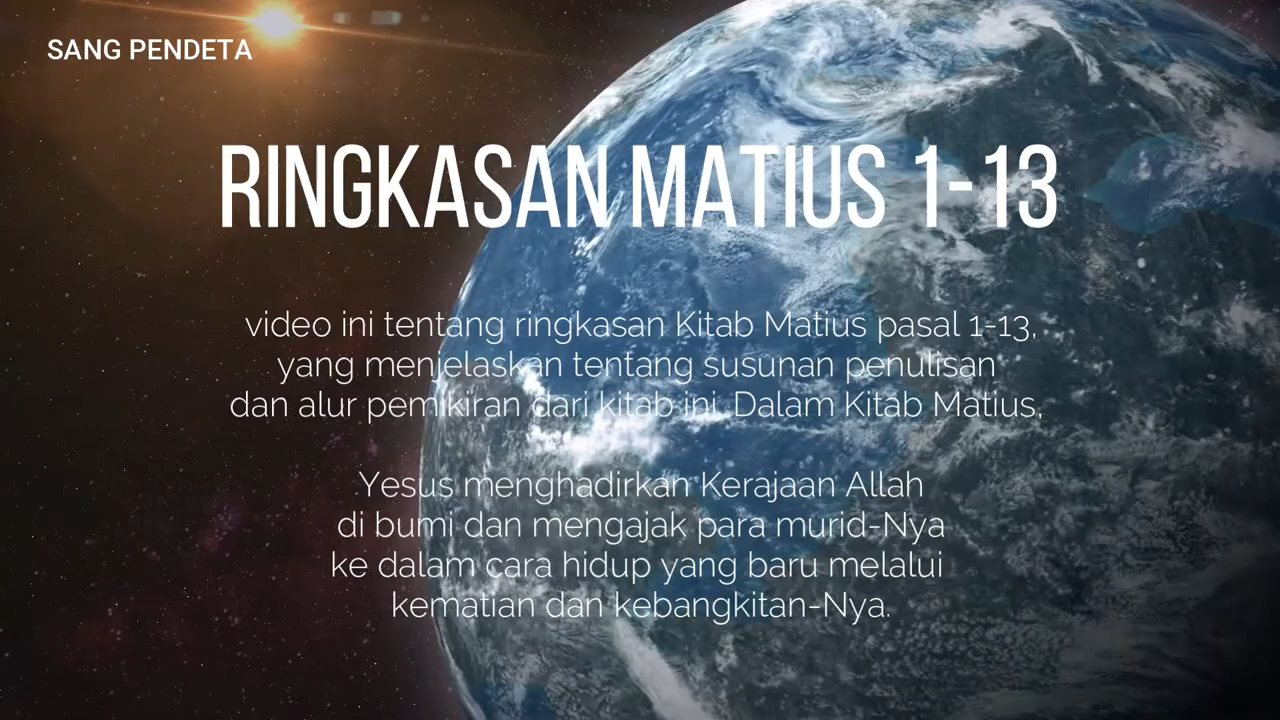 SANG PENDETA
RINGKASAN MATIUS 1-13
video ini tentang ringkasan Kitab Matius pasal 1-13,
yang menjelaskan tentang susunan penulisan
dan alur pemikiran dari kitab ini. Dalam Kitab Matius,
Yesus menghadirkan Kerajaan Allah
di bumi dan mengajak para murid-Nya
ke dalam cara hidup yang baru melalui
kematian dan kebangkitan-Nya.